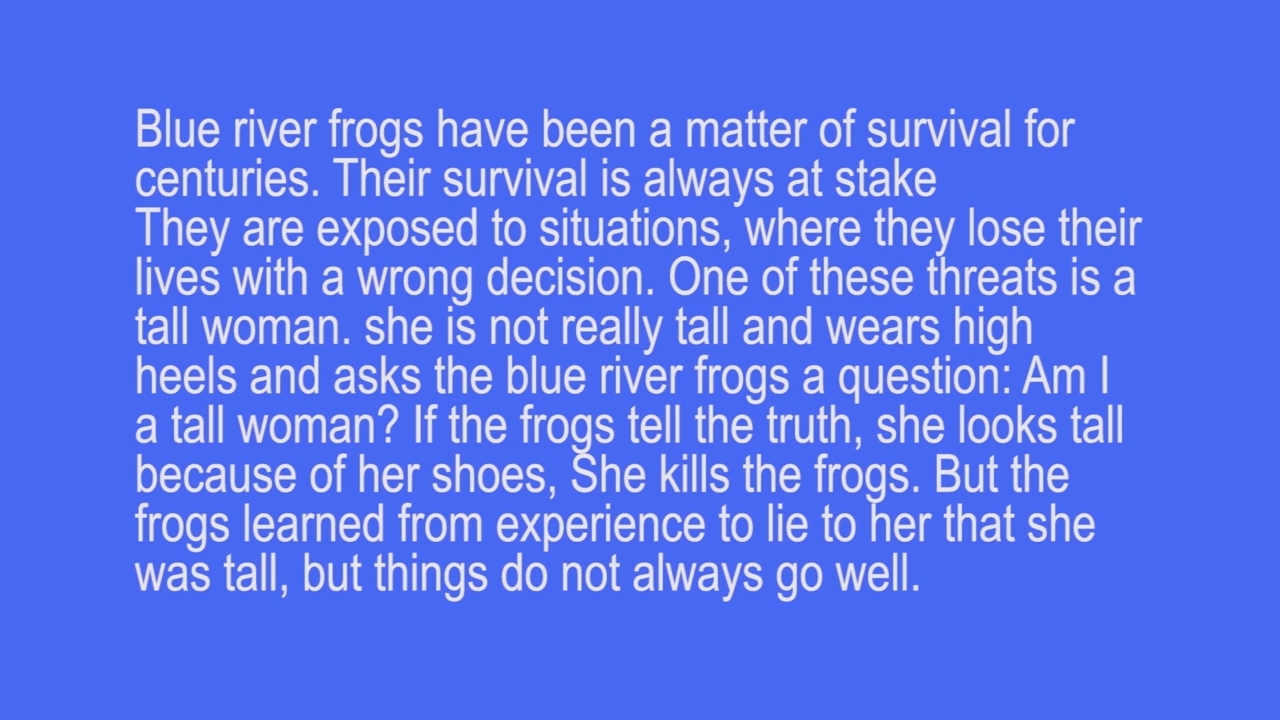 Blue river frogs have been a matter of survival for
centuries. Their survival is always at stake
They are exposed to situations, where they lose their
lives with a wrong decision. One of these threats is a
tall woman. she is not really tall and wears high
heels and asks the blue river frogs a question: Am I
a tall woman? If the frogs tell the truth, she looks tall
because of her shoes, She kills the frogs. But the
frogs learned from experience to lie to her that she
was tall, but things do not always go well.